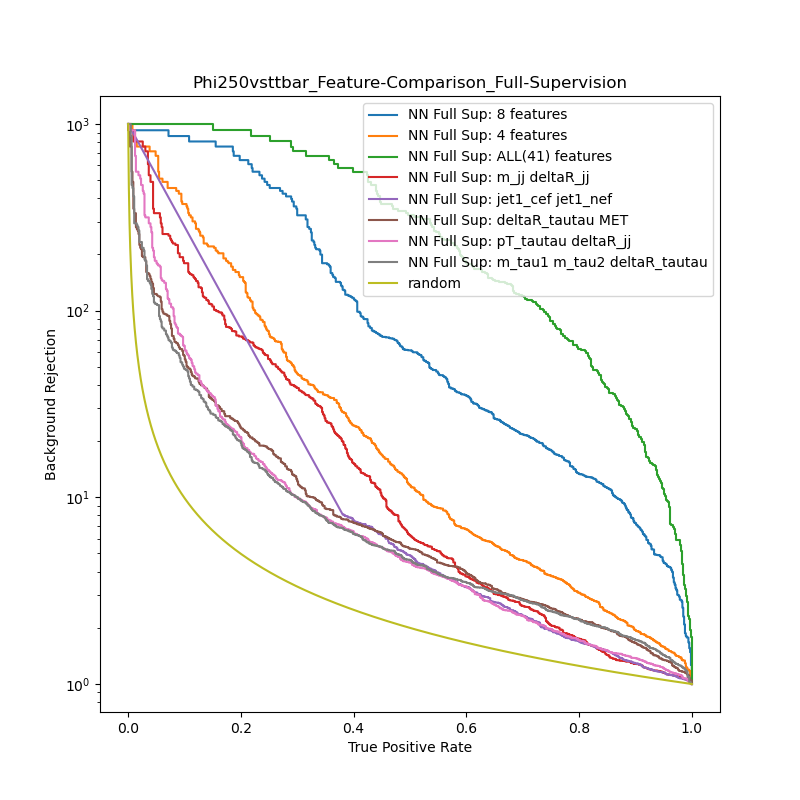 Phi250vsttbar_Feature-Comparison_Full-Supervision
NN Full Sup: 8 features
NN Full Sup: 4 features
NN Full Sup: ALL(41) features
NN Full Sup: m_jj deltaR_jj
NN Full Sup: jet1_cef jet1_nef
NN Full Sup: deltaR_tautau MET
NN Full Sup: pT_tautau deltaR_jj
NN Full Sup: m_tau1 m_tau2 deltaR_tautau
random
Background Rejection
10³
10²
10¹
10⁰
0.0 0.2 0.4 0.6 0.8 1.0
True Positive Rate